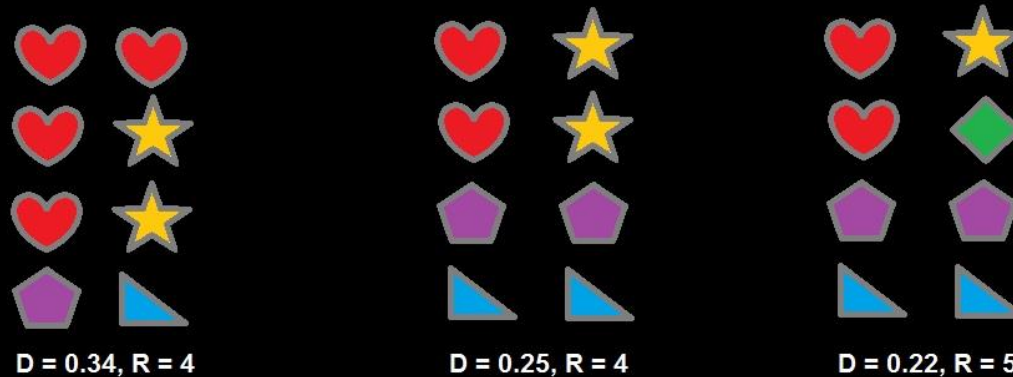 D = 0.34, R = 4
D = 0.25, R = 4
D = 0.22, R = 5